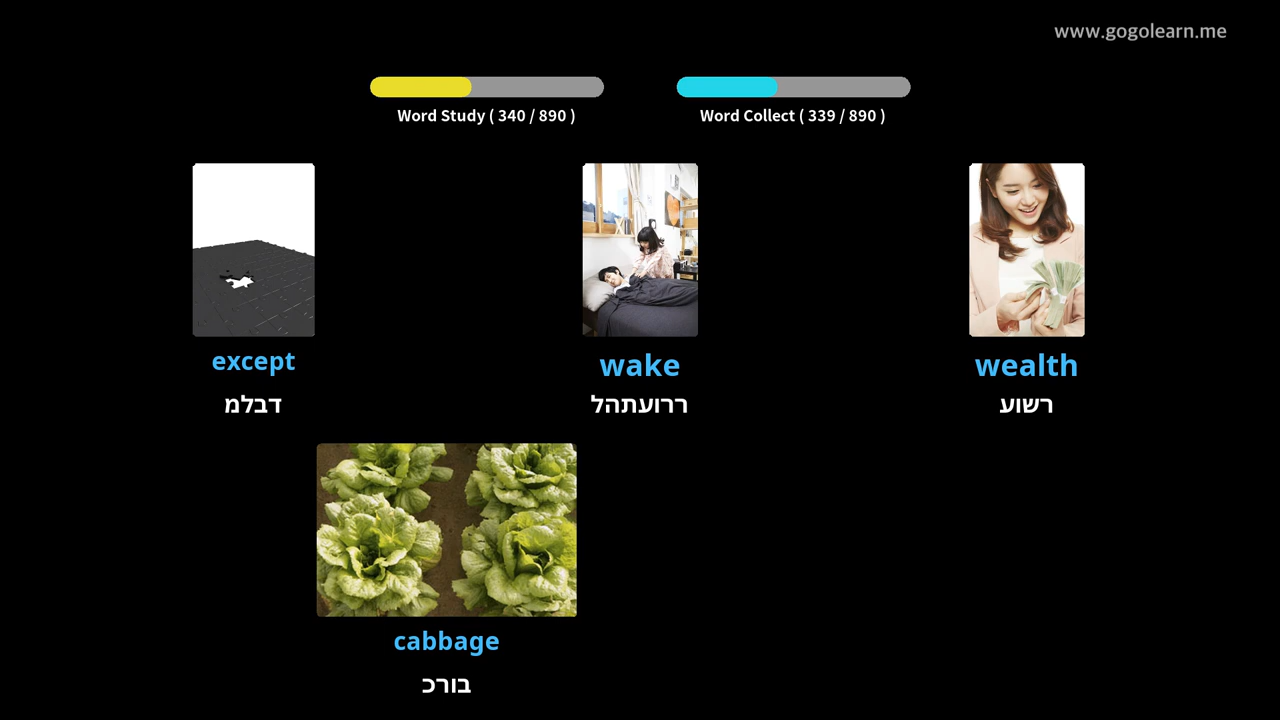 www.gogolearn.me
Word Study ( 340 / 890 )
Word Collect ( 339 / 890 )
except
wake
wealth
דבלמ
ררועתהל
רשוע
cabbage
בורכ